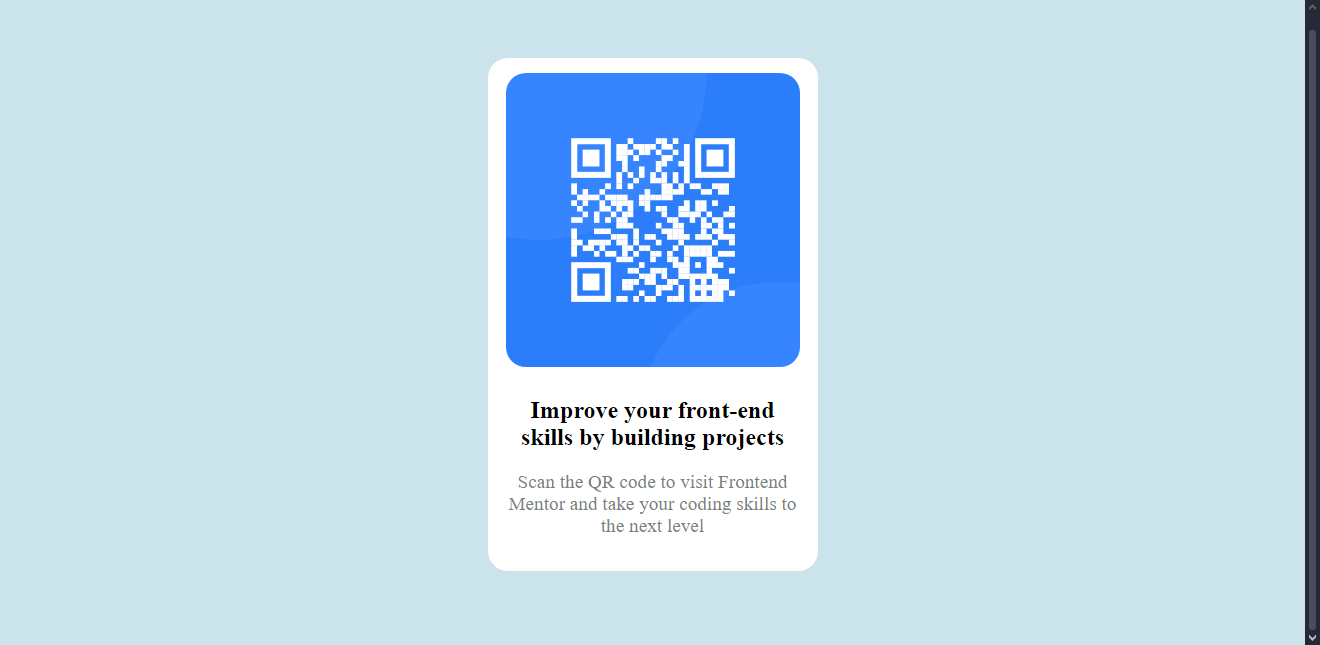 Improve your front-end
skills by building projects
Scan the QR code to visit Frontend
Mentor and take your coding skills to
the next level